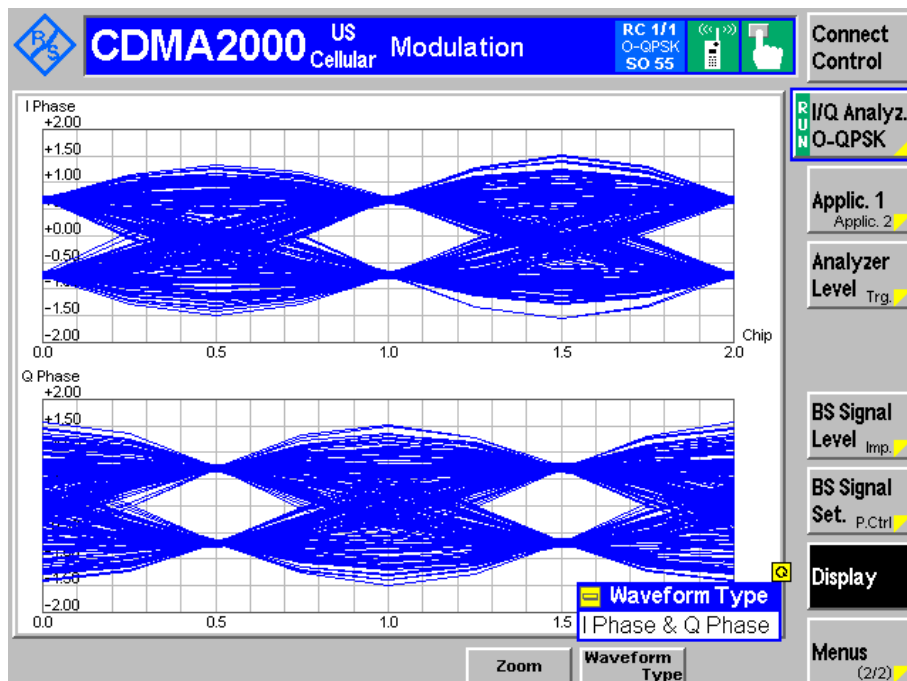 R&S CDMA2000 US Cellular Modulation
RC 1/1
O-QPSK
SO 55
Connect Control
RUN
I/Q Analyz. O-QPSK
Applic. 1
Applic. 2
Analyzer Level Trg.
BS Signal Level Imp.
BS Signal Set. P.Ctrl
Display
Menus
(2/2)
I Phase
+2.00
+1.50
+1.00
+0.00
-0.50
-1.50
-2.00
0.0 0.5 1.0 1.5 2.0
Chip
Q Phase
+2.00
+1.50
-2.00
0.0 0.5 1.0 1.5
Q
Waveform Type
I Phase & Q Phase
Zoom
Waveform Type